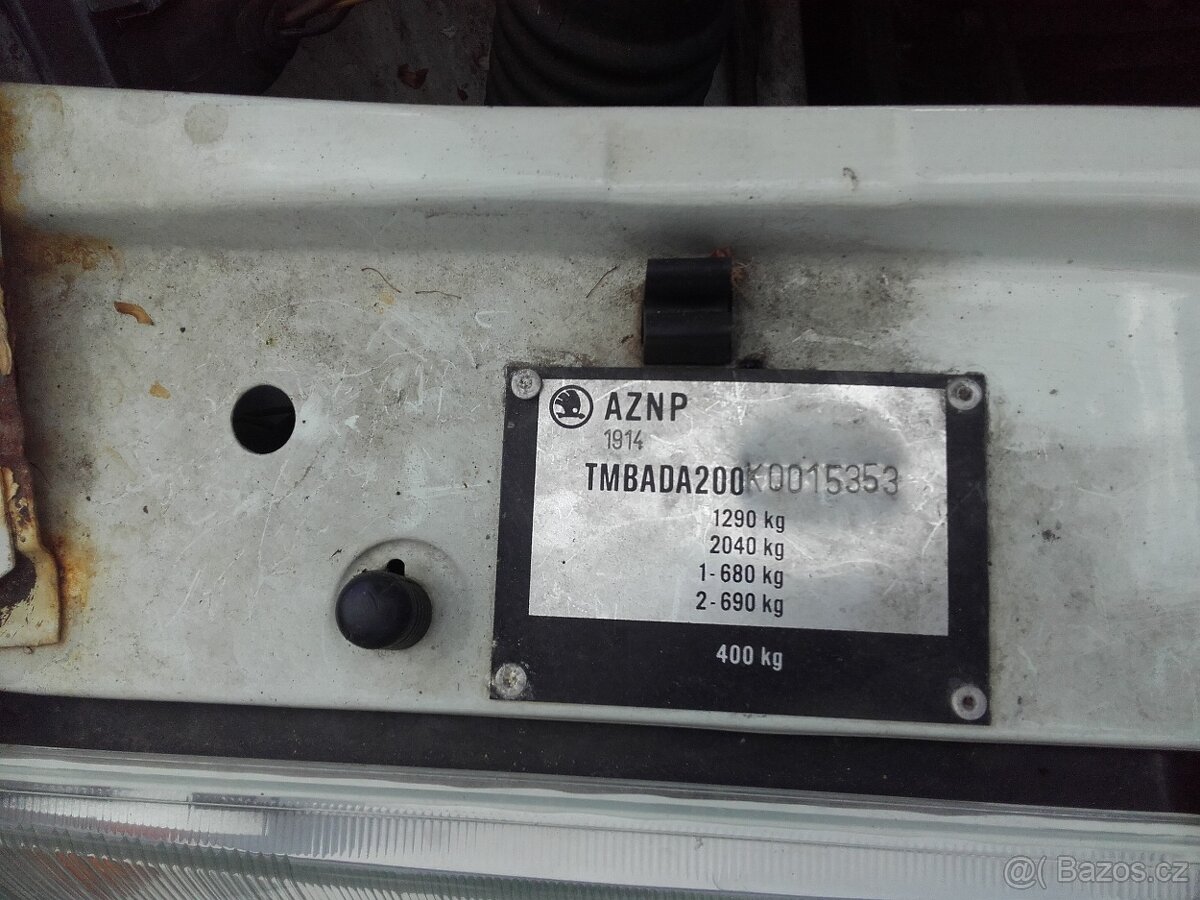 AZNP
1914
TMBADA200K0015353
1290 kg
2040 kg
1-680 kg
2-690 kg
400 kg
@( Bazos.cz